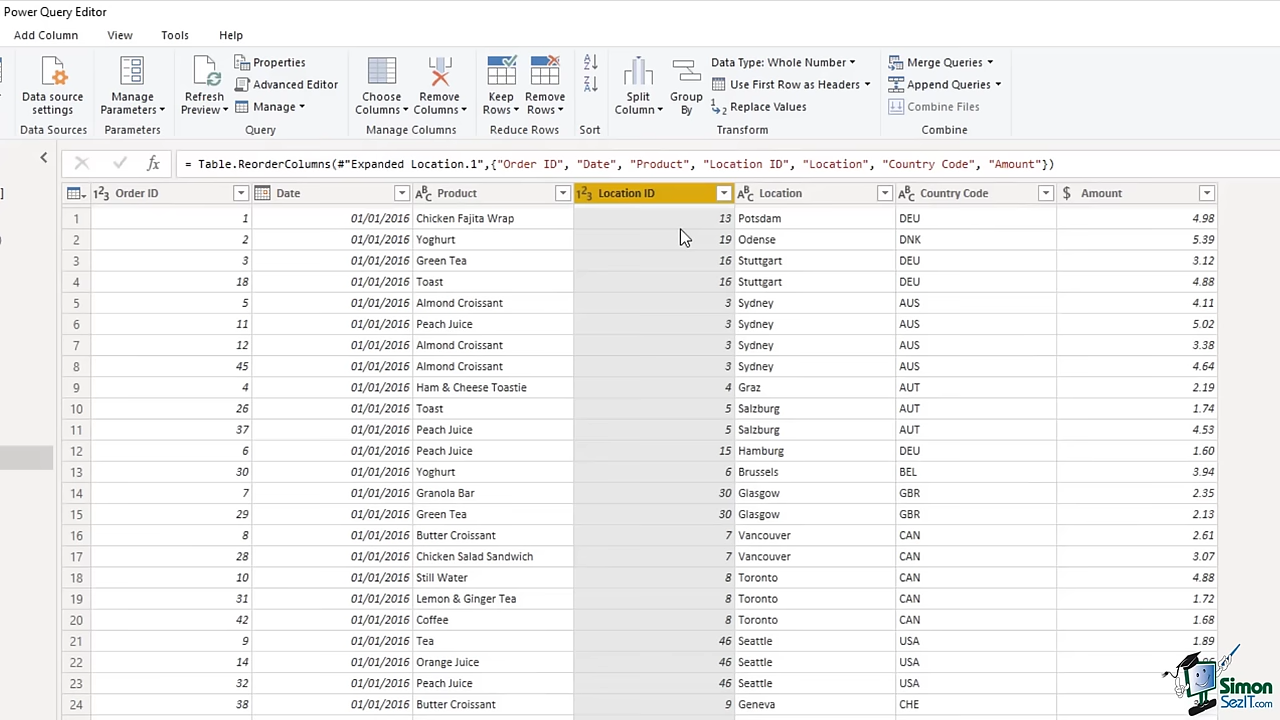 Power Query Editor
Add Column View Tools Help
Data source settings
Data Sources
Manage Parameters
Parameters
Refresh Preview
Properties
Advanced Editor
Manage
Query
Choose Columns
Remove Columns
Manage Columns
Keep Rows
Remove Rows
Reduce Rows
Sort
Split Column
Group By
Data Type: Whole Number
Use First Row as Headers
Replace Values
Transform
Merge Queries
Append Queries
Combine Files
Combine
= Table.ReorderColumns(#"Expanded Location.1",{"Order ID", "Date", "Product", "Location ID", "Location", "Country Code", "Amount"})
Order ID Date Product Location ID Location Country Code Amount
1 1 01/01/2016 Chicken Fajita Wrap 13 Potsdam DEU 4.98
2 2 01/01/2016 Yoghurt 19 Odense DNK 5.39
3 3 01/01/2016 Green Tea 16 Stuttgart DEU 3.12
4 18 01/01/2016 Toast 16 Stuttgart DEU 4.88
5 5 01/01/2016 Almond Croissant 3 Sydney AUS 4.11
6 11 01/01/2016 Peach Juice 3 Sydney AUS 5.02
7 12 01/01/2016 Almond Croissant 3 Sydney AUS 3.38
8 45 01/01/2016 Almond Croissant 3 Sydney AUS 4.64
9 4 01/01/2016 Ham & Cheese Toastie 4 Graz AUT 2.19
10 26 01/01/2016 Toast 5 Salzburg AUT 1.74
11 37 01/01/2016 Peach Juice 5 Salzburg AUT 4.53
12 6 01/01/2016 Peach Juice 15 Hamburg DEU 1.60
13 30 01/01/2016 Yoghurt 6 Brussels BEL 3.94
14 7 01/01/2016 Granola Bar 30 Glasgow GBR 2.35
15 29 01/01/2016 Green Tea 30 Glasgow GBR 2.13
16 8 01/01/2016 Butter Croissant 7 Vancouver CAN 2.61
17 28 01/01/2016 Chicken Salad Sandwich 7 Vancouver CAN 3.07
18 10 01/01/2016 Still Water 8 Toronto CAN 4.88
19 31 01/01/2016 Lemon & Ginger Tea 8 Toronto CAN 1.72
20 42 01/01/2016 Coffee 8 Toronto CAN 1.68
21 9 01/01/2016 Tea 46 Seattle USA 1.89
22 14 01/01/2016 Orange Juice 46 Seattle USA
23 32 01/01/2016 Peach Juice 46 Seattle USA
24 38 01/01/2016 Butter Croissant 9 Geneva CHE
Simon
SezIT.com